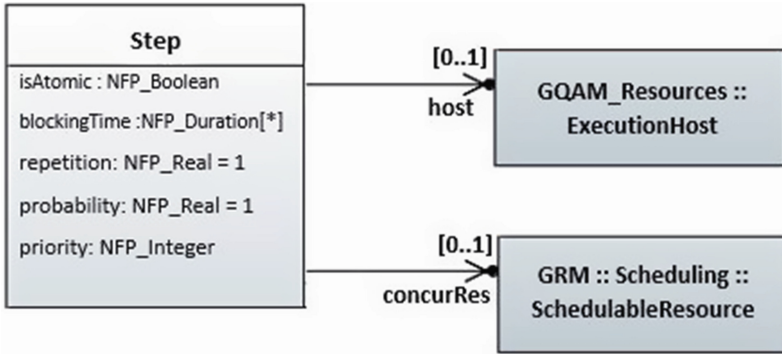 Step
isAtomic : NFP_Boolean
blockingTime :NFP_Duration[*]
repetition: NFP_Real = 1
probability: NFP_Real = 1
priority: NFP_Integer
[0..1]
host
GQAM_Resources ::
ExecutionHost
[0..1]
concurRes
GRM :: Scheduling ::
SchedulableResource